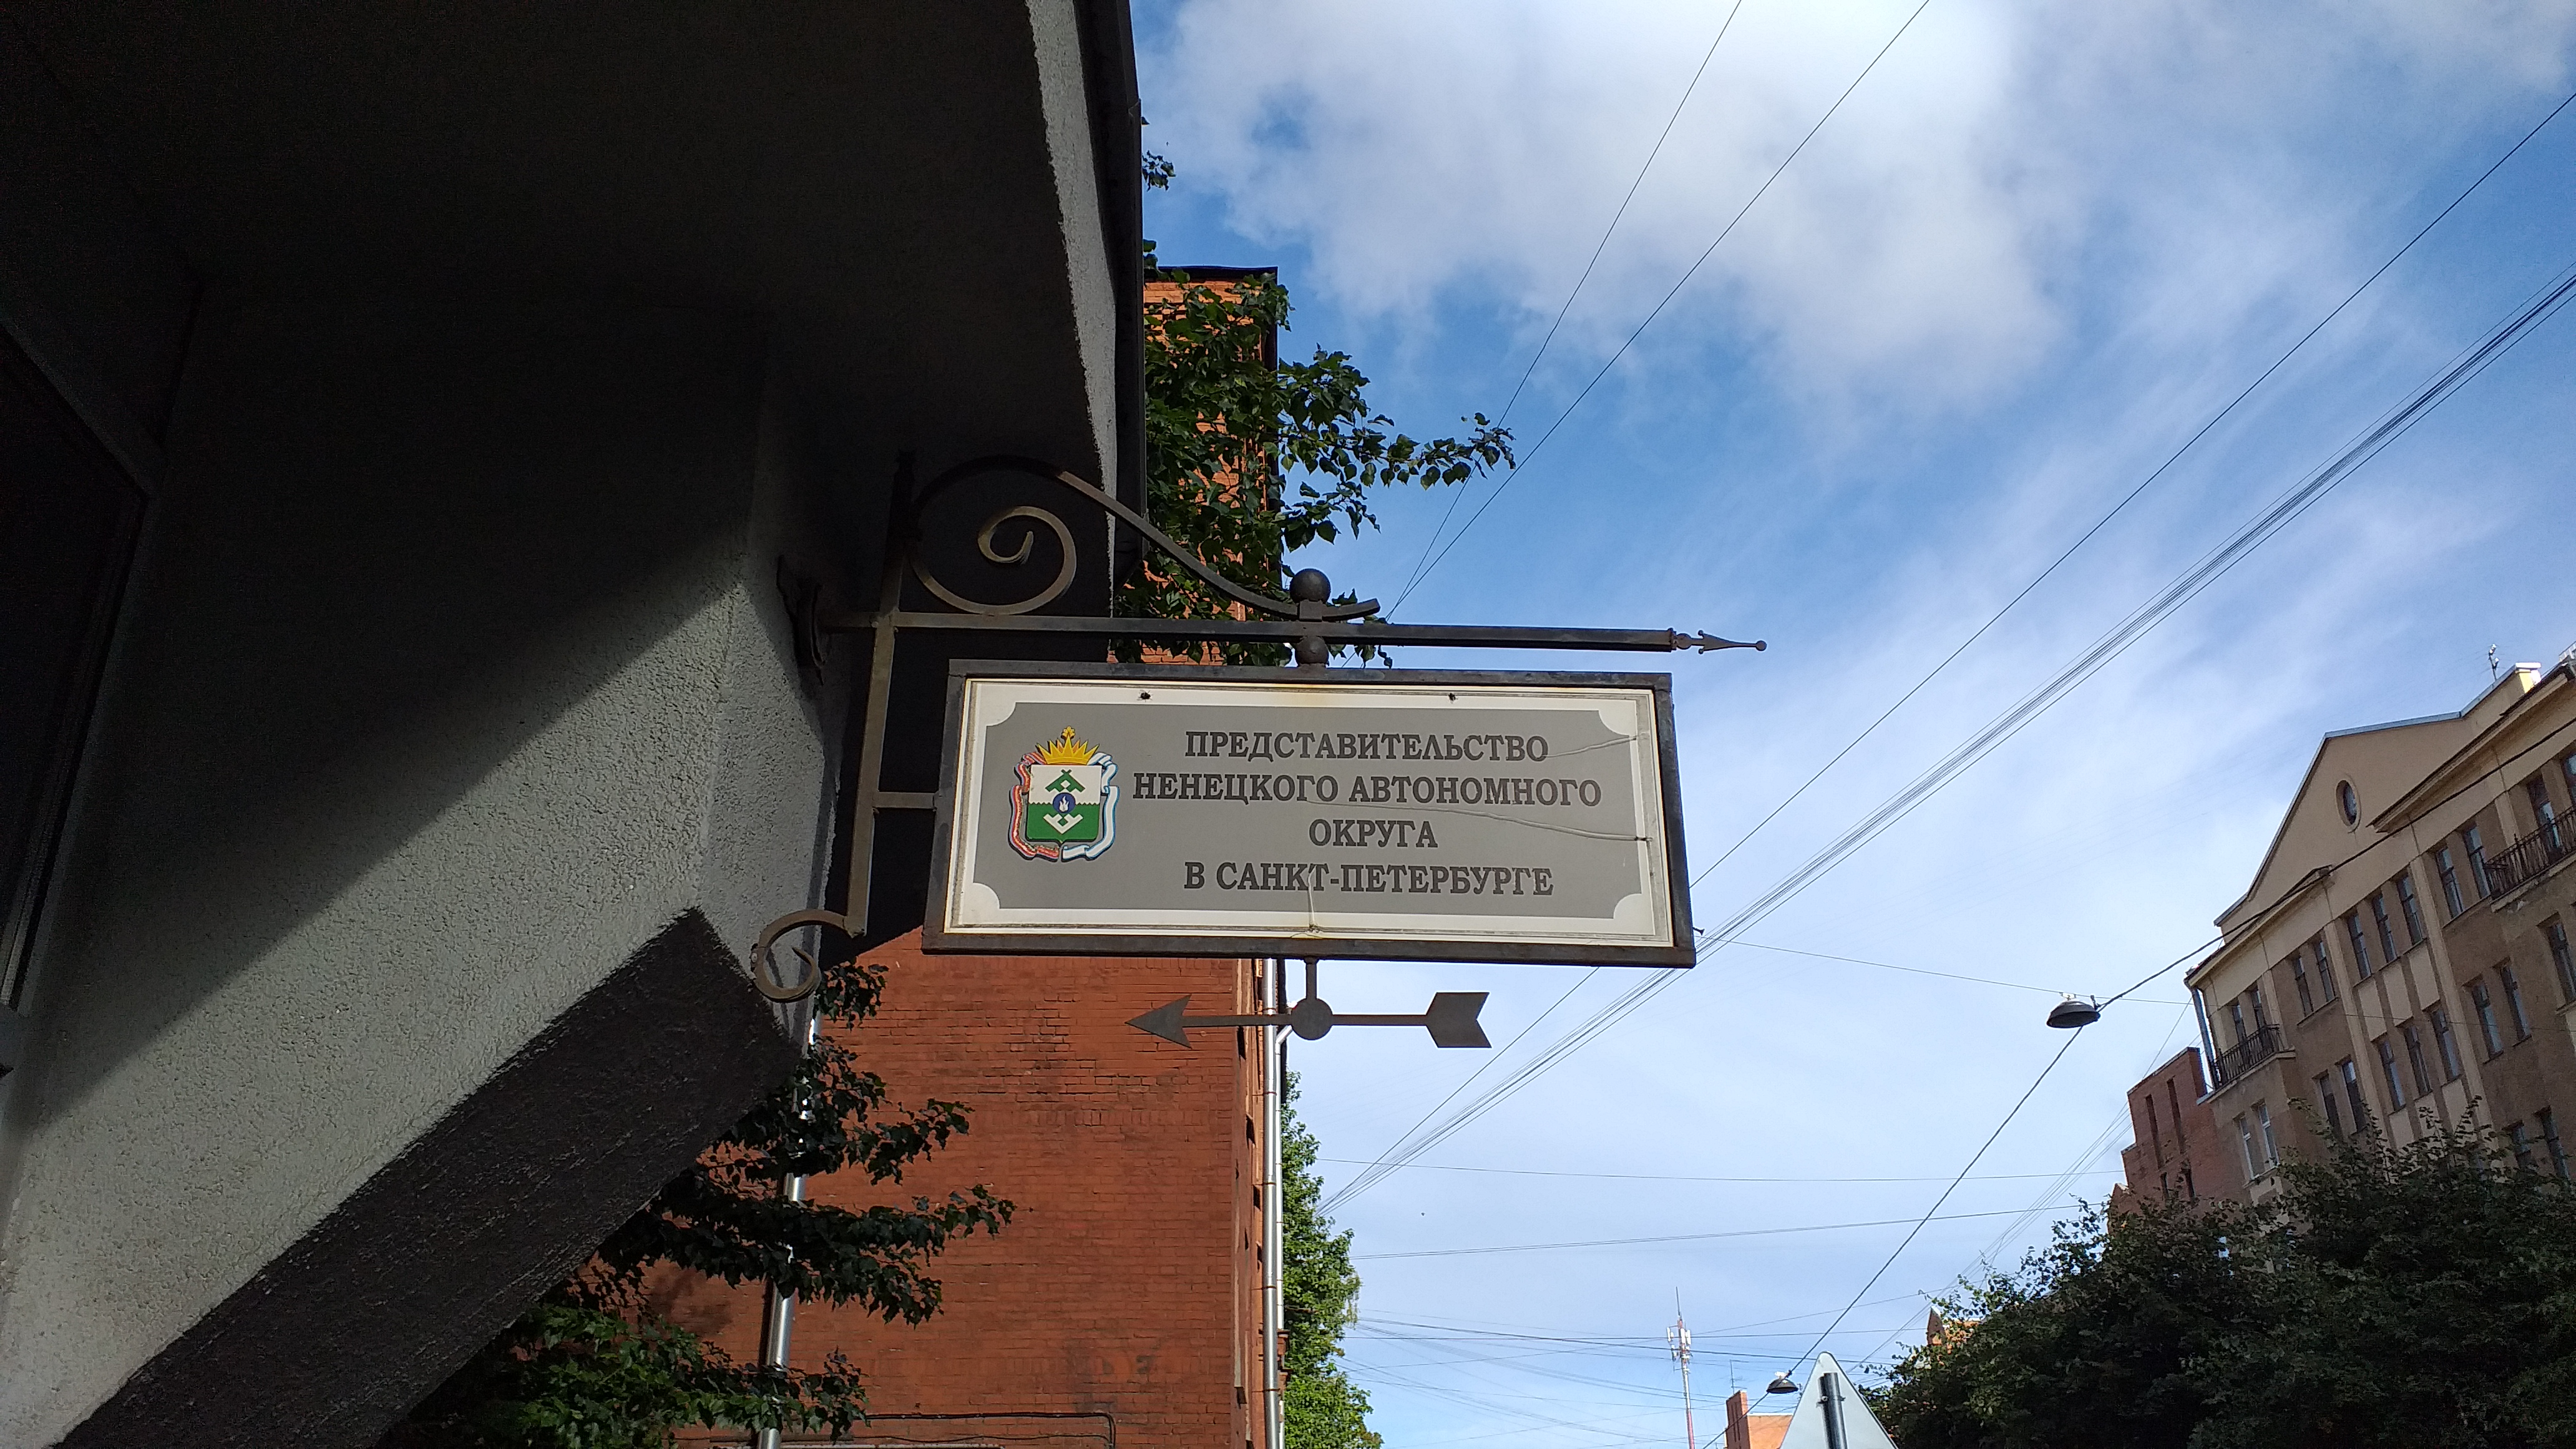 ПРЕДСТАВИТЕЛЬСТВО
НЕНЕЦКОГО АВТОНОМНОГО
ОКРУГА
В САНКТ-ПЕТЕРБУРГЕ